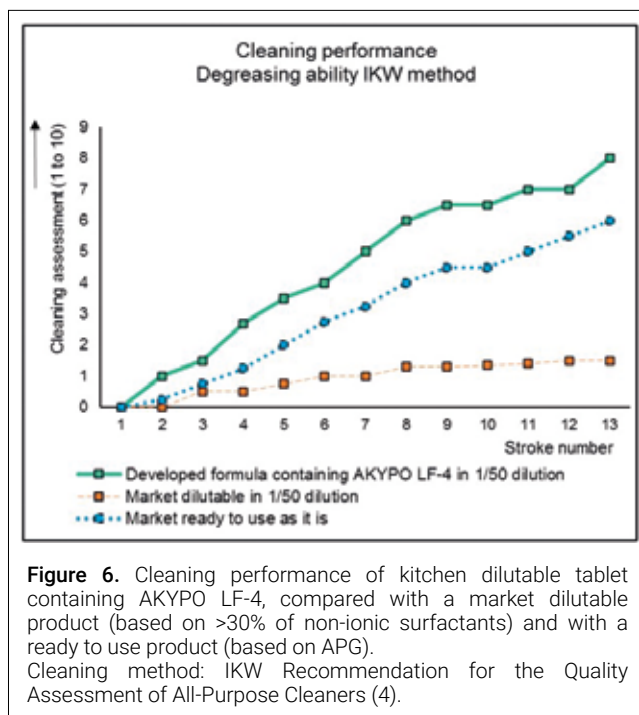 Cleaning performance
Degreasing ability IKW method
Cleaning assessment (1 to 10)
9
8
7
6
5
4
3
2
1
0
1 2 3 4 5 6 7 8 9 10 11 12 13
Stroke number
Developed formula containing AKYPO LF-4 in 1/50 dilution
Market dilutable in 1/50 dilution
Market ready to use as it is
Figure 6. Cleaning performance of kitchen dilutable tablet
containing AKYPO LF-4, compared with a market dilutable
product (based on >30% of non-ionic surfactants) and with a
ready to use product (based on APG).
Cleaning method: IKW Recommendation for the Quality
Assessment of All-Purpose Cleaners (4).